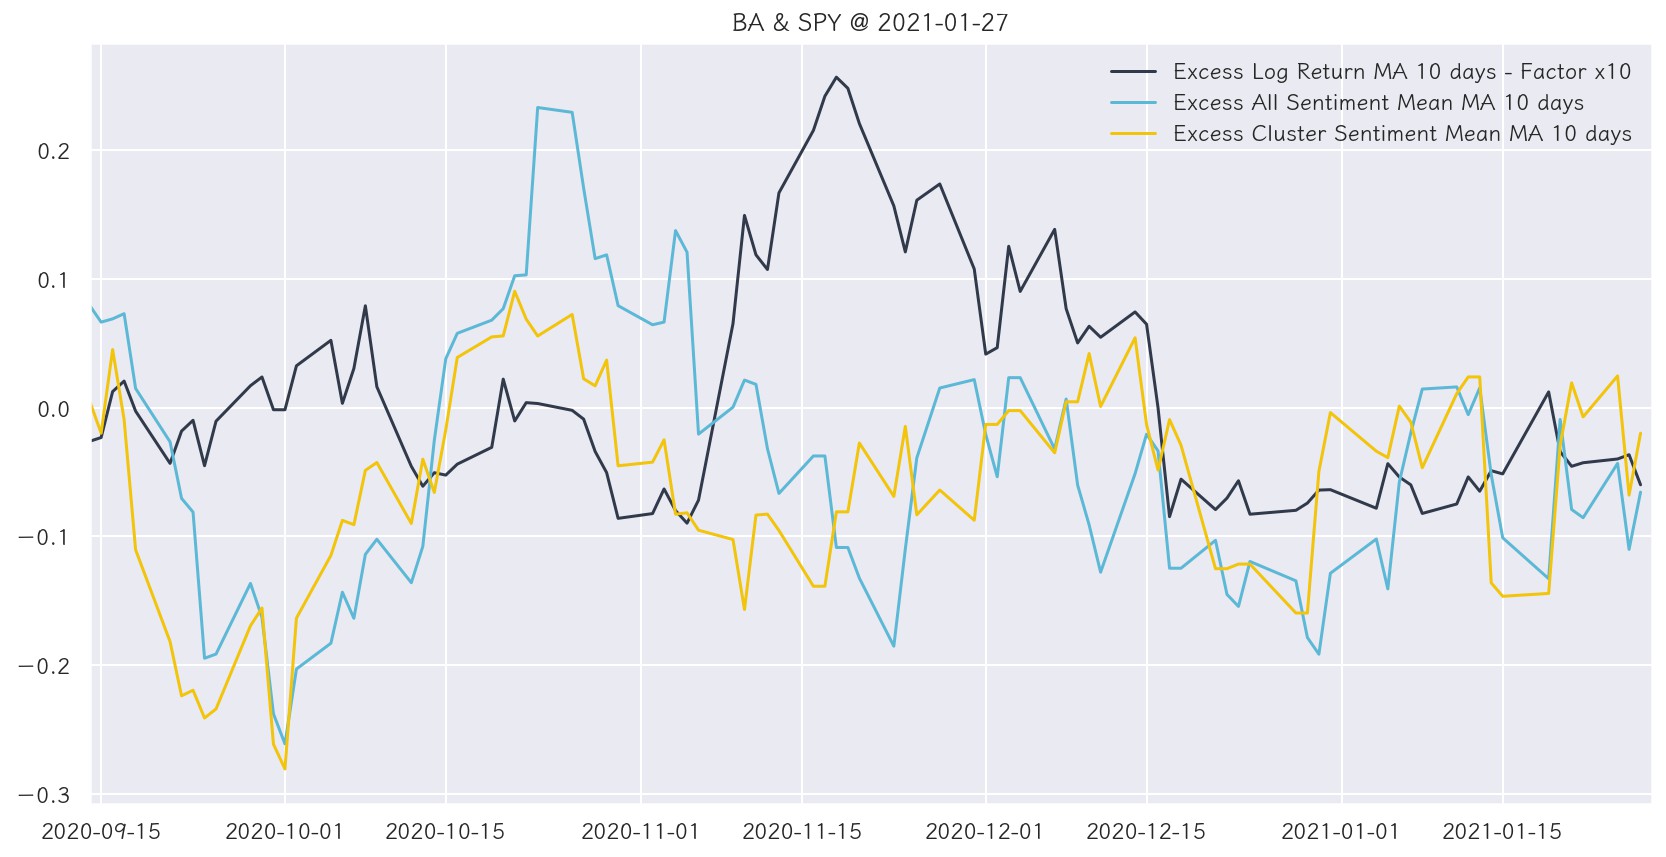 BA & SPY @ 2021-01-27
Excess Log Return MA 10 days - Factor x10
Excess All Sentiment Mean MA 10 days
Excess Cluster Sentiment Mean MA 10 days
0.2
0.1
0.0
−0.1
−0.2
−0.3
2020-09-15 2020-10-01 2020-10-15 2020-11-01 2020-11-15 2020-12-01 2020-12-15 2021-01-01 2021-01-15